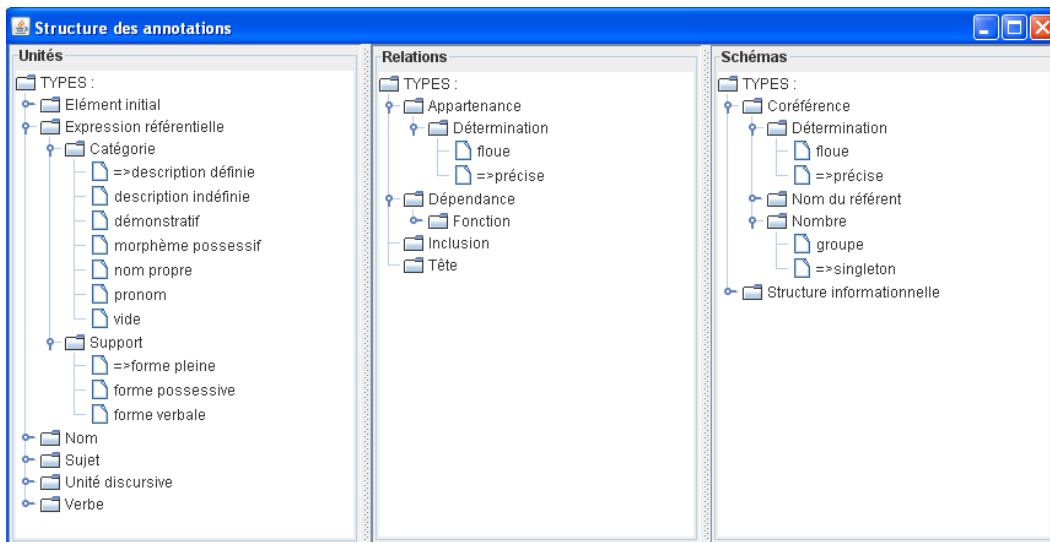 Structure des annotations
Unités
TYPES :
Elément initial
Expression référentielle
Catégorie
=>description définie
description indéfinie
démonstratif
morphème possessif
nom propre
pronom
vide
Support
=>forme pleine
forme possessive
forme verbale
Nom
Sujet
Unité discursive
Verbe
Relations
TYPES :
Appartenance
Détermination
floue
=>précise
Dépendance
Fonction
Inclusion
Tête
Schémas
TYPES :
Coréférence
Détermination
floue
=>précise
Nom du référent
Nombre
groupe
=>singleton
Structure informationnelle